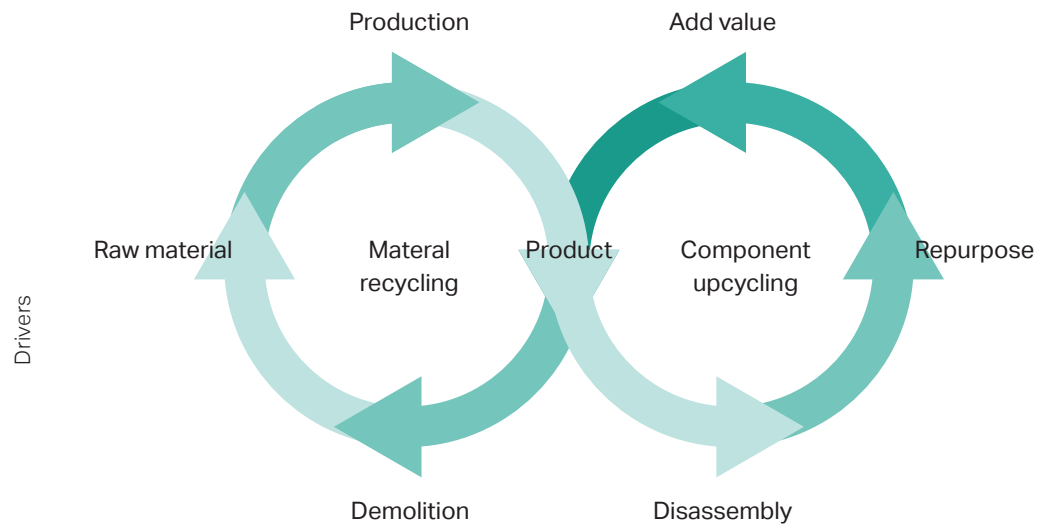 Production
Add value
Raw material
Materal
recycling
Product
Component
upcycling
Repurpose
Drivers
Demolition
Disassembly